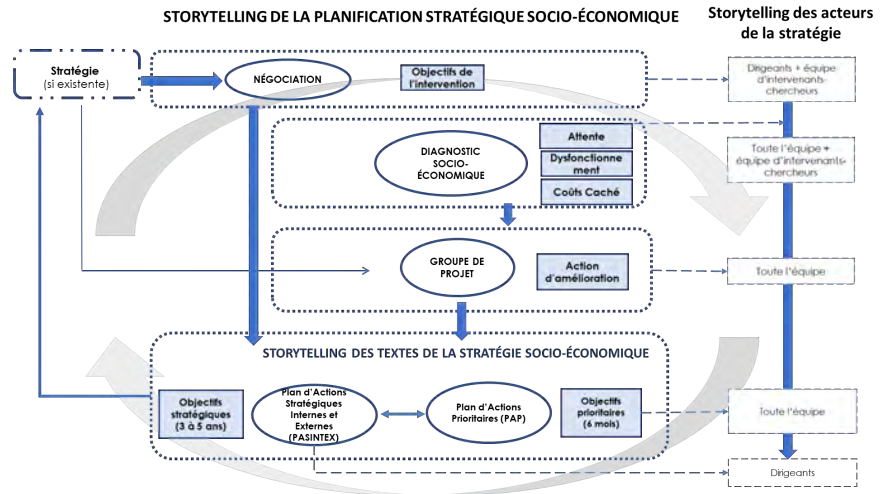 STORYTELLING DE LA PLANIFICATION STRATÉGIQUE SOCIO-ÉCONOMIQUE
Storytelling des acteurs
de la stratégie
Stratégie
(si existente)
NÉGOCIATION
Objectifs de
l'intervention
Dirigeants + équipe
d'intervenants-
chercheurs
DIAGNOSTIC
SOCIO-
ÉCONOMIQUE
Attente
Dysfonctionne
ment
Coûts Caché
Toute l'équipe +
équipe d'intervenants-
chercheurs
GROUPE DE
PROJET
Action
d'amélioration
Toute l'équipe
STORYTELLING DES TEXTES DE LA STRATÉGIE SOCIO-ÉCONOMIQUE
Objectifs
stratégiques
(3 à 5 ans)
Plan d'Actions
Stratégiques
Internes et
Externes
(PASINTEX)
Plan d'Actions
Prioritaires (PAP)
Objectifs
prioritaires
(6 mois)
Toute l'équipe
Dirigeants